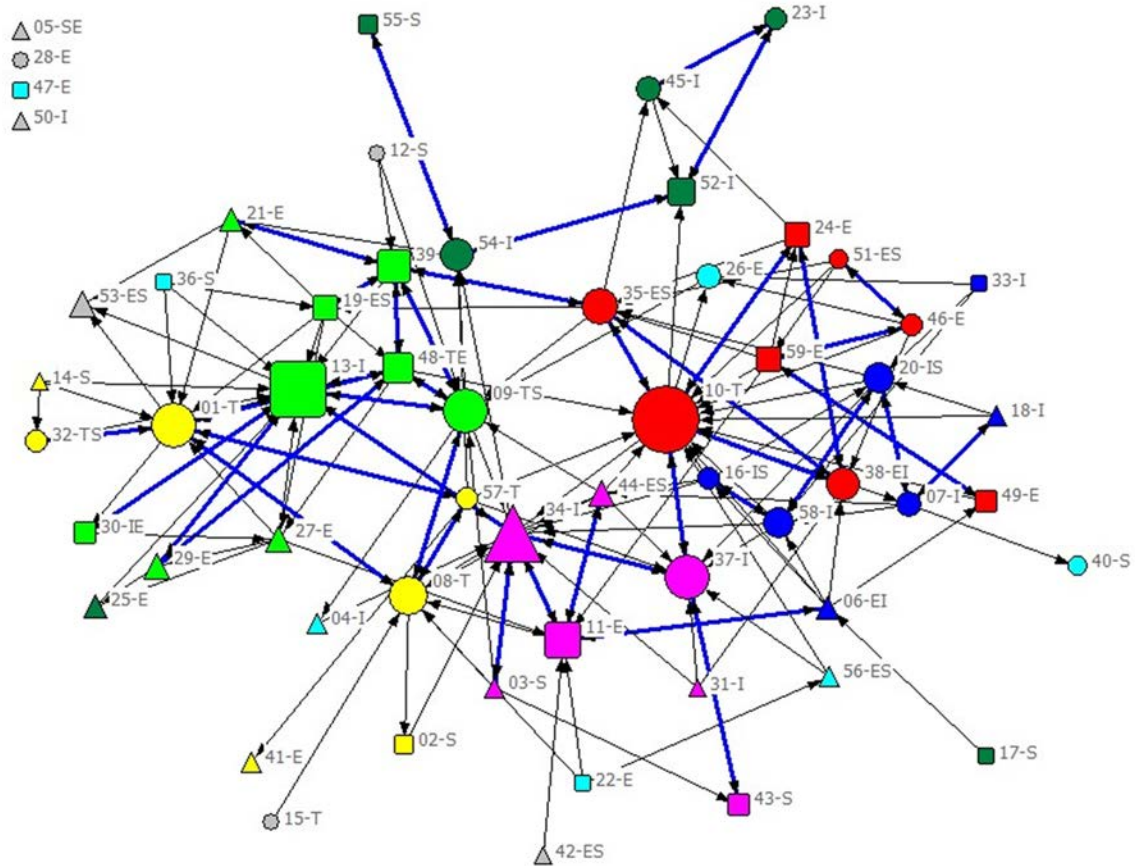 05-SE
28-E
47-E
50-I
55-S
23-I
45-I
12-S
52-I
21-E
24-E
54-I
39-
51-ES
26-E
36-S
33-I
53-ES
35-ES
19-ES
46-E
59-E
48-TE
20-IS
13-I
14-S
10-T
09-TS
01-T
18-I
32-TS
16-IS
38-EI
57-T
44-ES
07-I
49-E
34-I
58-I
30-IE
27-E
29-E
37-I
40-S
08-T
25-E
04-I
06-EI
11-E
56-ES
03-S
31-I
02-S
17-S
41-E
22-E
43-S
15-T
42-ES